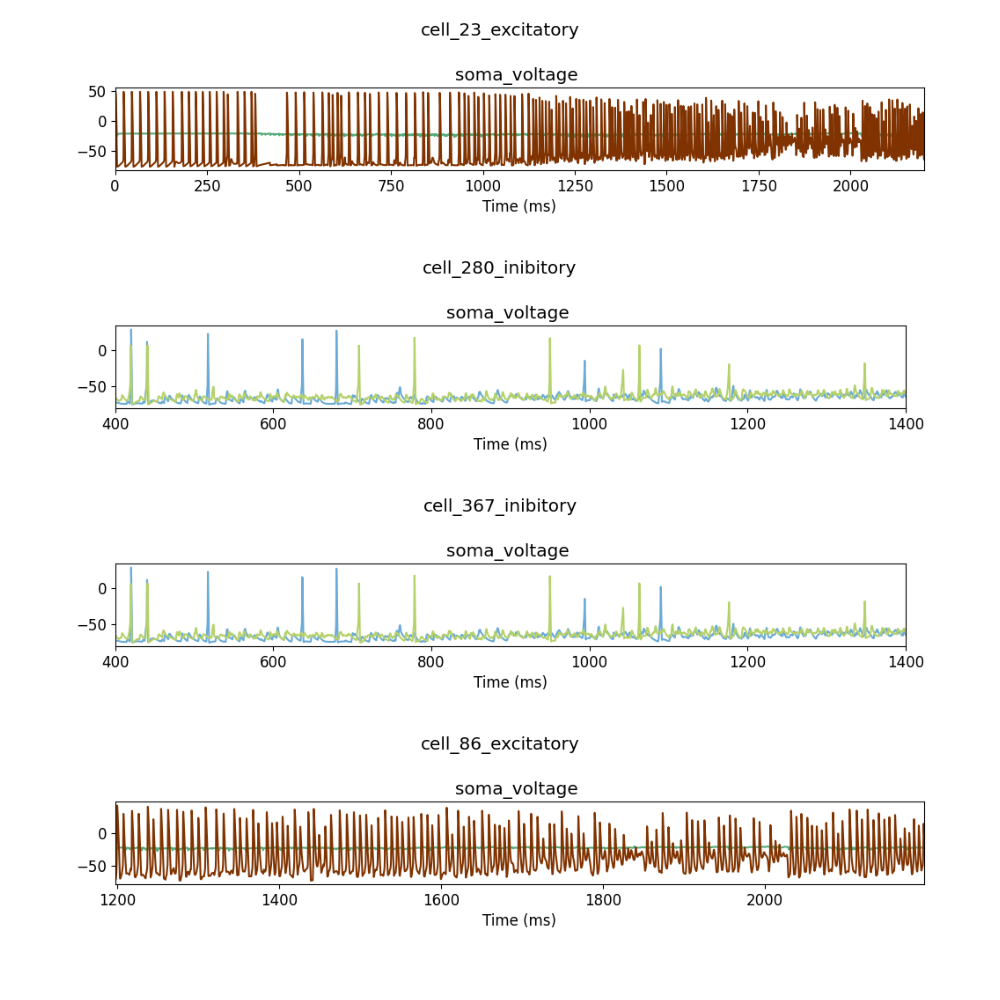 cell_23_excitatory
soma_voltage
50
0
−50
0 250 500 750 1000 1250 1500 1750 2000
Time (ms)
cell_280_inibitory
soma_voltage
0
−50
400 600 800 1000 1200 1400
Time (ms)
cell_367_inibitory
soma_voltage
0
−50
400 600 800 1000 1200 1400
Time (ms)
cell_86_excitatory
soma_voltage
0
−50
1200 1400 1600 1800 2000
Time (ms)